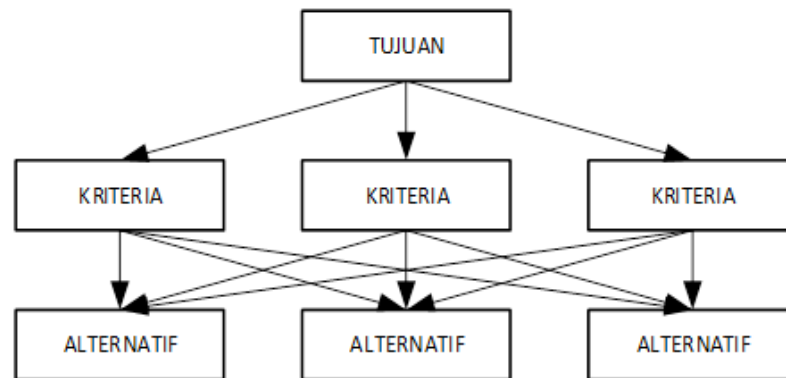 TUJUAN
KRITERIA
KRITERIA
KRITERIA
ALTERNATIF
ALTERNATIF
ALTERNATIF